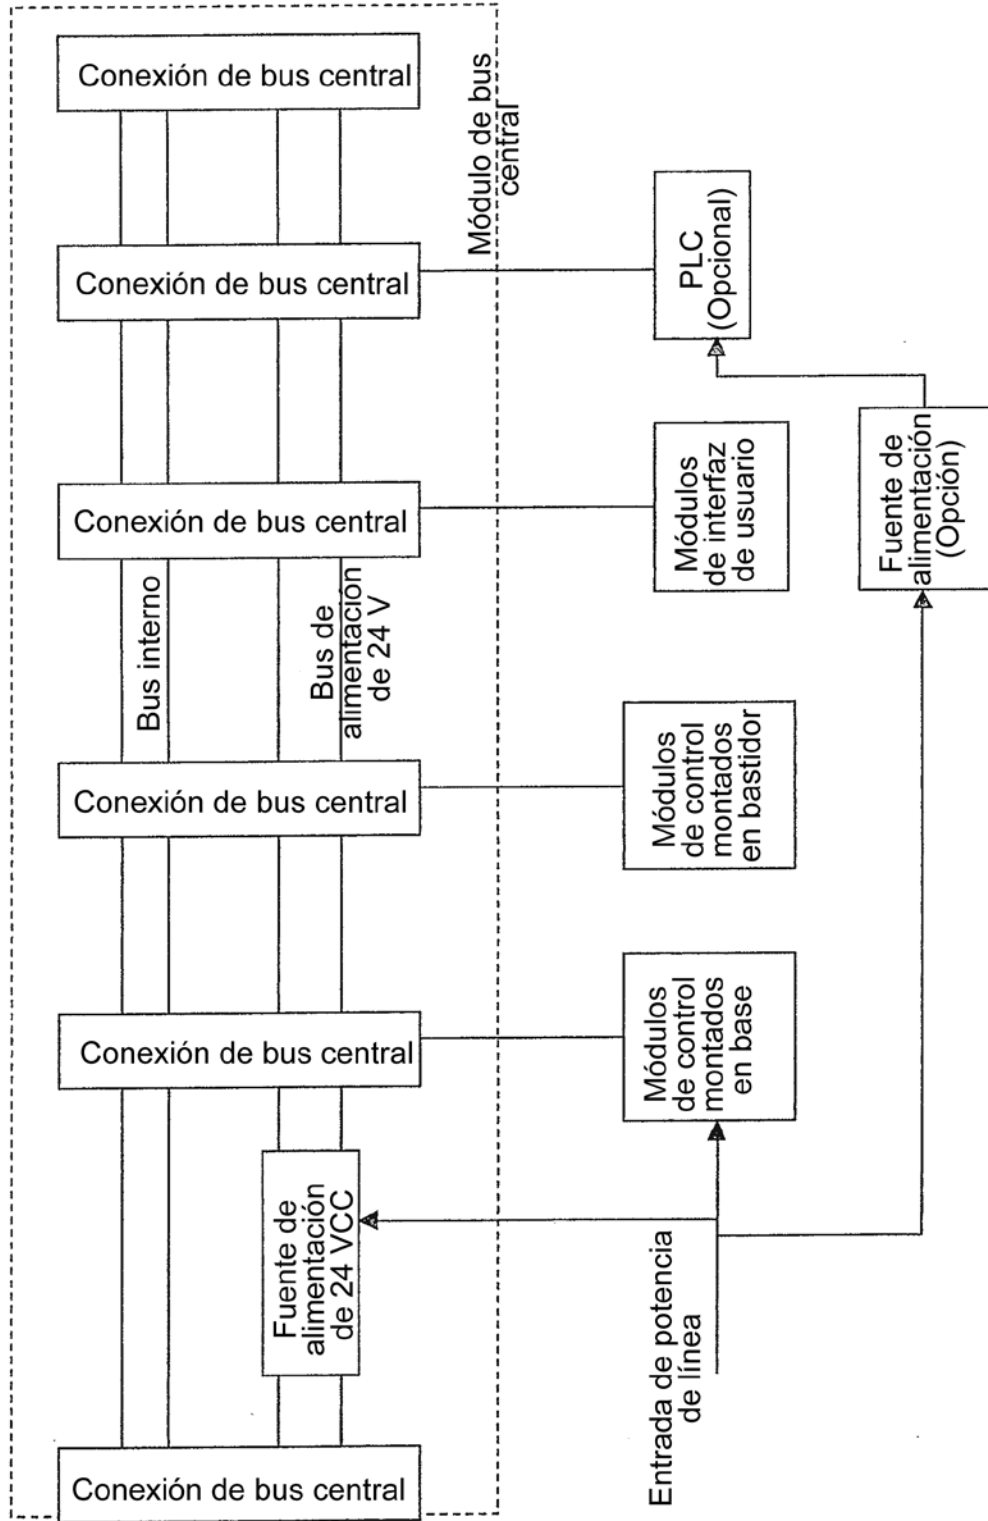 Conexión de bus central
Módulo de bus
central
Conexión de bus central
PLC
(Opcional)
Conexión de bus central
Módulos
de interfaz
de usuario
Fuente de
alimentación
(Opción)
Bus interno
Bus de
alimentación
de 24 V
Conexión de bus central
Módulos
de control
montados
en bastidor
Conexión de bus central
Módulos
de control
montados
en base
Fuente de
alimentación
de 24 VCC
Entrada de potencia
de línea
Conexión de bus central